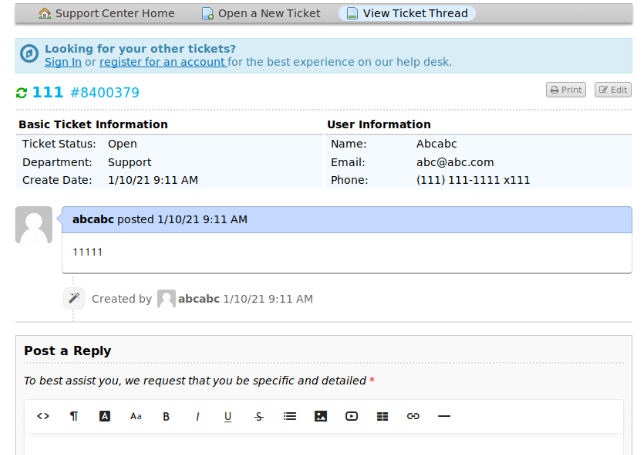 Support Center Home Open a New Ticket View Ticket Thread
Looking for your other tickets?
Sign In or register for an account for the best experience on our help desk.
111 #8400379 Print Edit
Basic Ticket Information User Information
Ticket Status: Open Name: Abcabc
Department: Support Email: abc@abc.com
Create Date: 1/10/21 9:11 AM Phone: (111) 111-1111 x111
abcabc posted 1/10/21 9:11 AM
11111
Created by abcabc 1/10/21 9:11 AM
Post a Reply
To best assist you, we request that you be specific and detailed *
<> ¶ A Aa B I U S